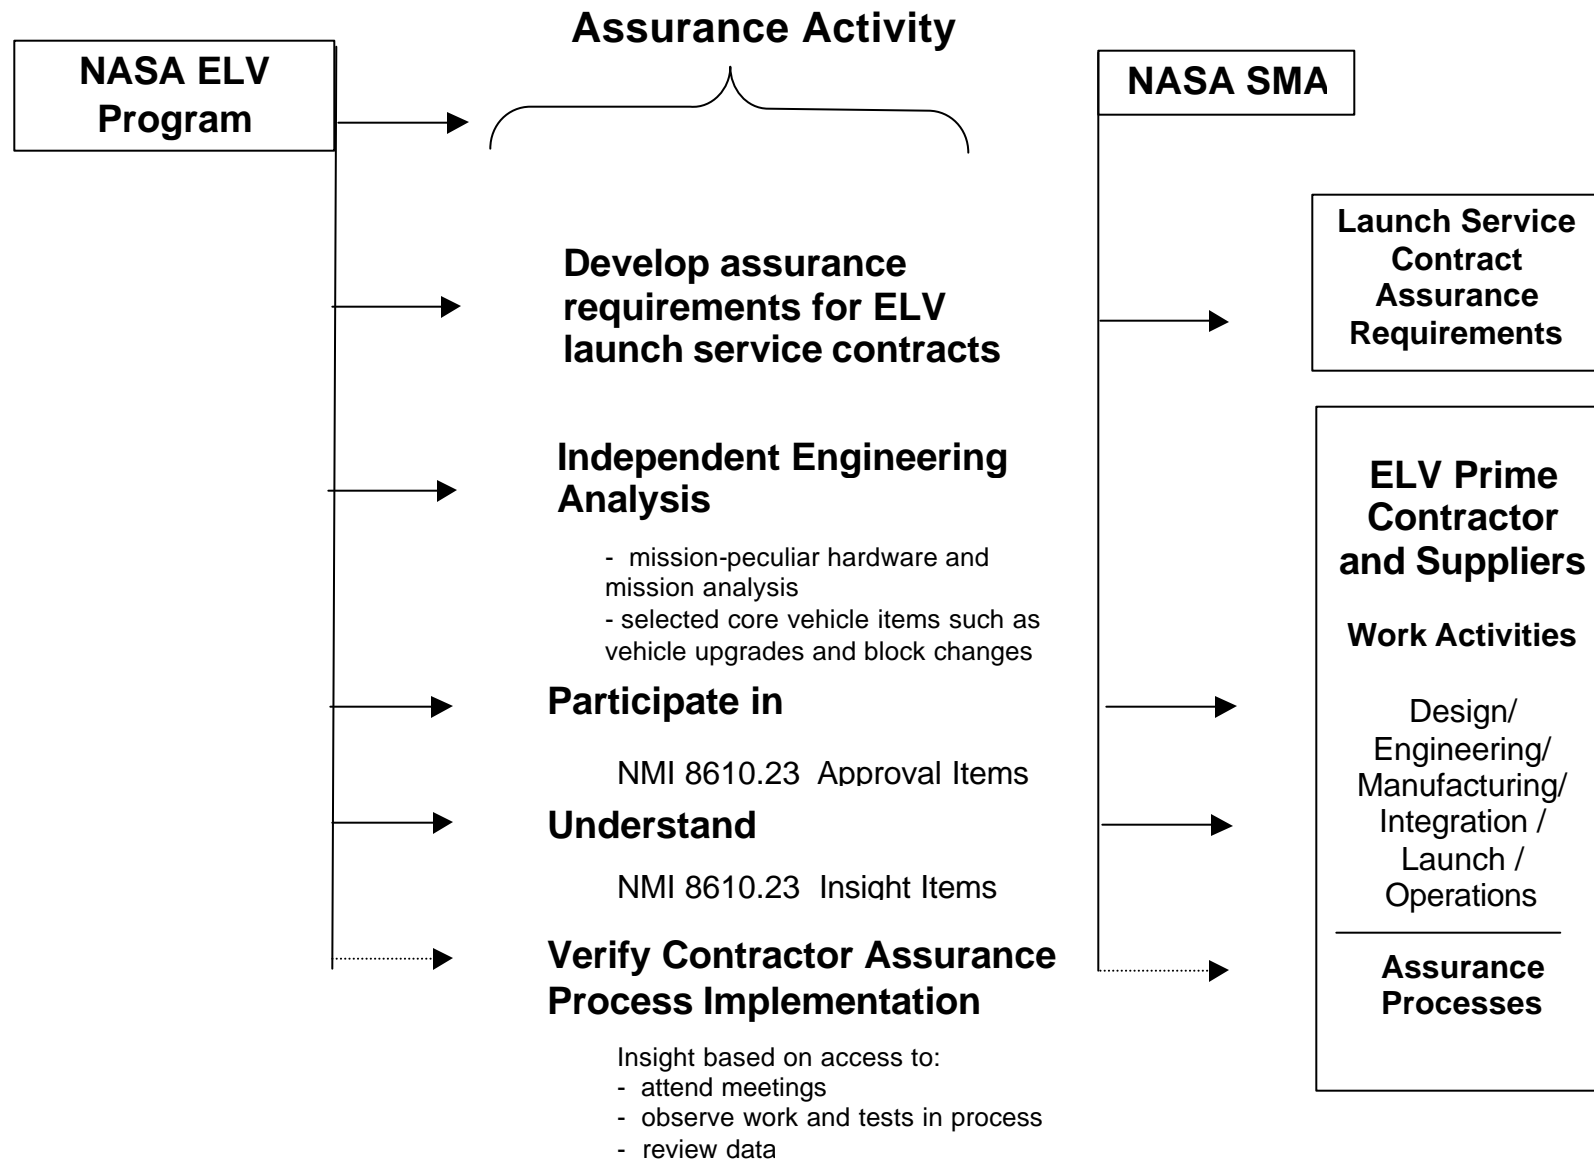 Assurance Activity
NASA ELV
Program
NASA SMA
Launch Service
Contract
Assurance
Requirements
Develop assurance
requirements for ELV
launch service contracts
Independent Engineering
Analysis
- mission-peculiar hardware and
mission analysis
- selected core vehicle items such as
vehicle upgrades and block changes
Participate in
NMI 8610.23 Approval Items
Understand
NMI 8610.23 Insight Items
Verify Contractor Assurance
Process Implementation
Insight based on access to:
- attend meetings
- observe work and tests in process
- review data
ELV Prime
Contractor
and Suppliers
Work Activities
Design/
Engineering/
Manufacturing/
Integration /
Launch /
Operations
Assurance
Processes